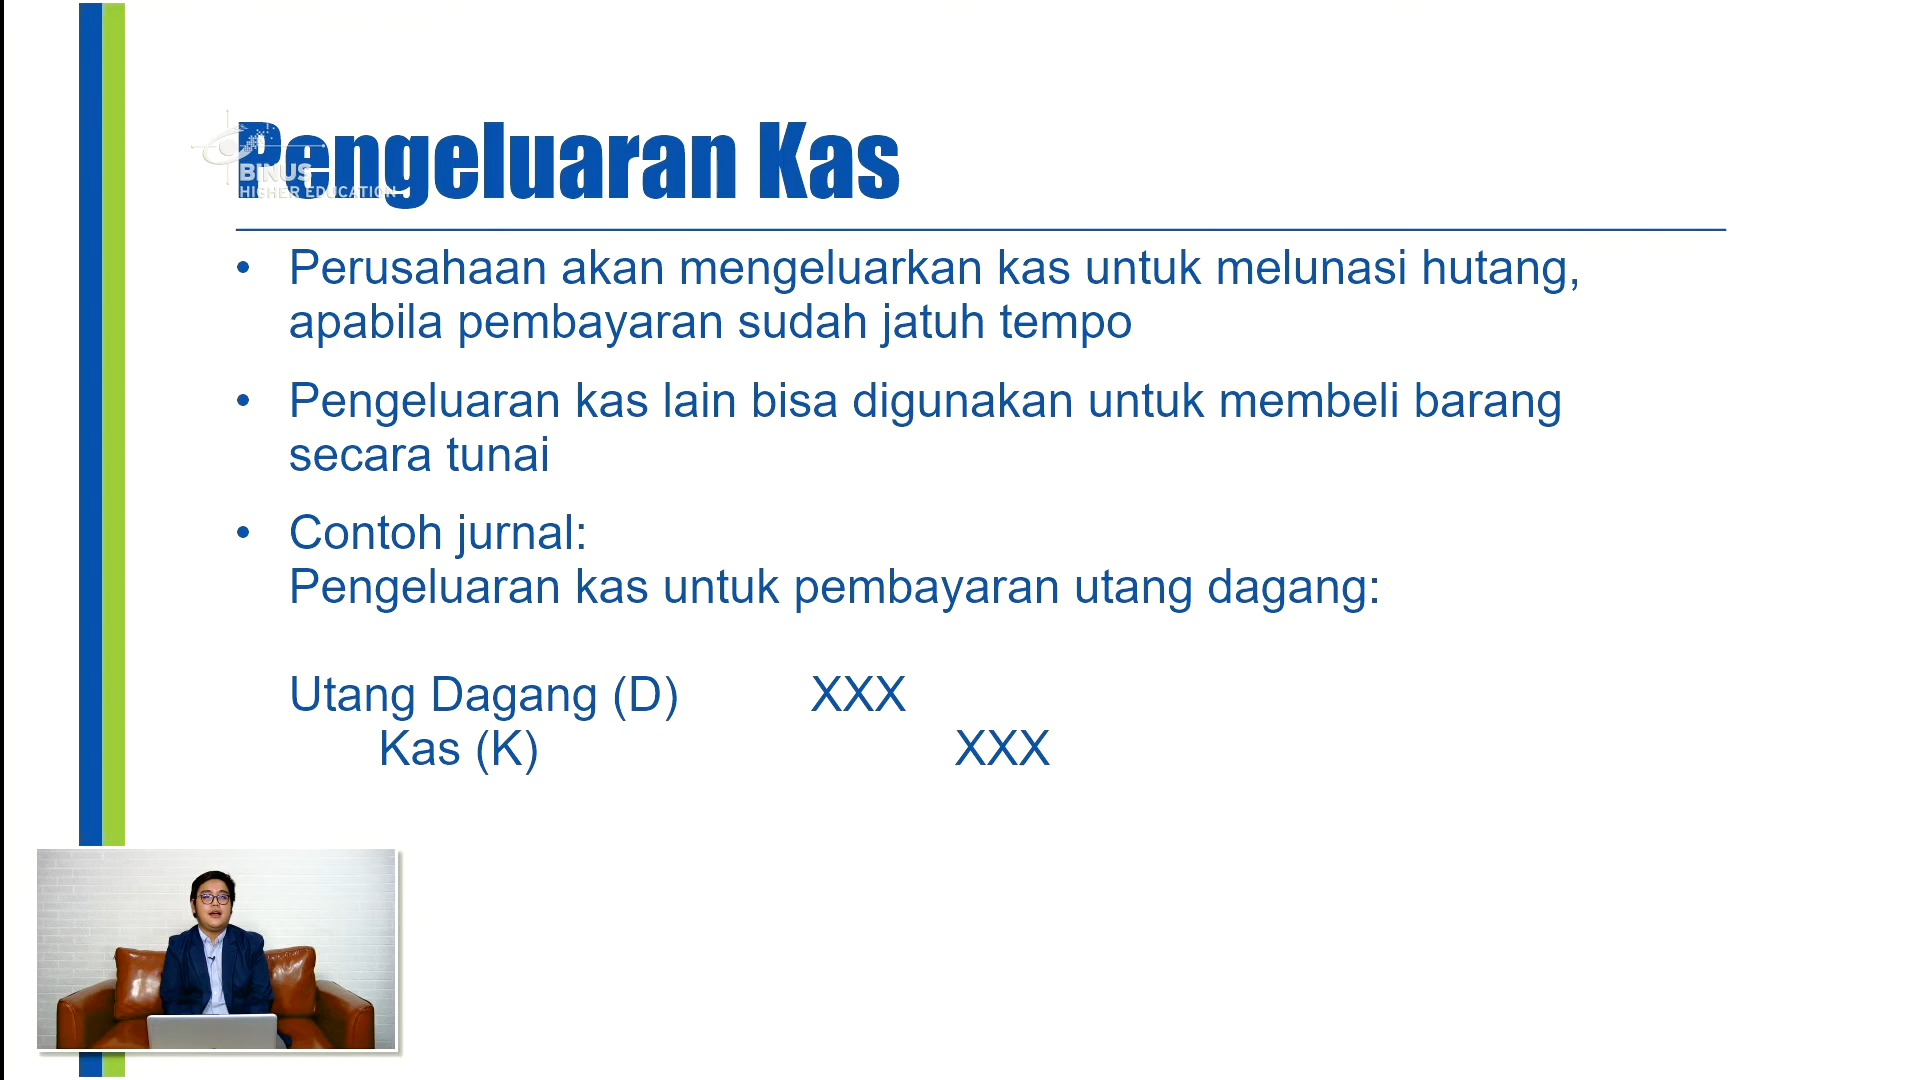 Pengeluaran Kas
BINUS
HIGHER EDUCATION
• Perusahaan akan mengeluarkan kas untuk melunasi hutang,
apabila pembayaran sudah jatuh tempo
• Pengeluaran kas lain bisa digunakan untuk membeli barang
secara tunai
• Contoh jurnal:
Pengeluaran kas untuk pembayaran utang dagang:
Utang Dagang (D) XXX
Kas (K) XXX